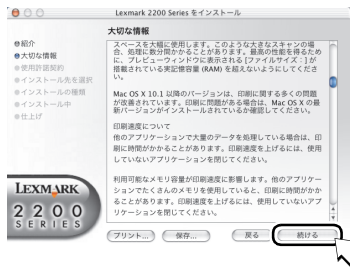 Lexmark 2200 Series をインストール
大切な情報
紹介
大切な情報
使用許諾契約
インストール先を選択
インストールの種類
インストール中
仕上げ
スペースを大幅に使用します。このような大きなスキャンの場
合、処理に数分間かかることがあります。最高の性能を得るため
に、プレビューウィンドウに表示される [ファイルサイズ：] が
搭載されている実記憶容量 (RAM) を超えないようにしてくださ
い。
Mac OS X 10.1 以降のバージョンは、印刷に関する多くの問題
が改善されています。印刷に問題がある場合は、Mac OS X の最
新バージョンがインストールされているか確認してください。
印刷速度について
他のアプリケーションで大量のデータを処理している場合は、印
刷に時間がかかることがあります。印刷速度を上げるには、使用
していないアプリケーションを閉じてください。
利用可能なメモリ容量が印刷速度に影響します。他のアプリケー
ションでたくさんのメモリを使用していると、印刷に時間がかか
ることがあります。印刷速度を上げるには、使用していないアプ
リケーションを閉じてください。
LEXMARK
2200
SERIES
プリント...
保存...
戻る
続ける